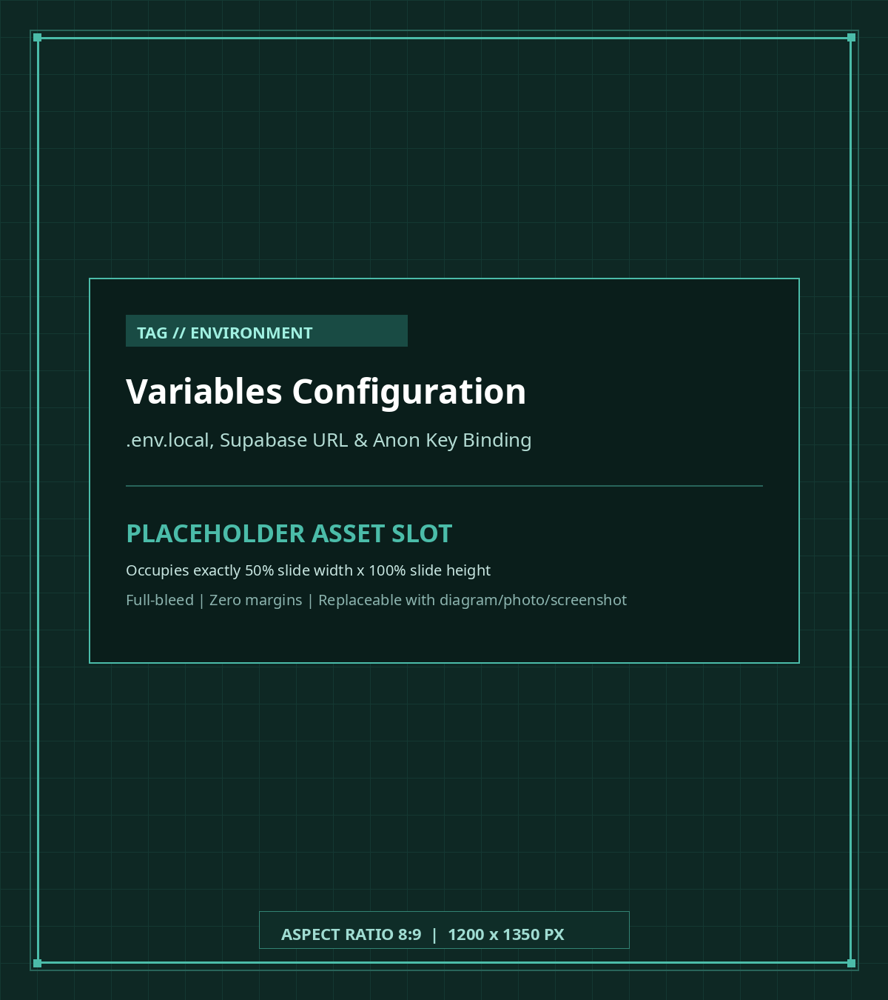 TAG // ENVIRONMENT
Variables Configuration
.env.local, Supabase URL & Anon Key Binding
PLACEHOLDER ASSET SLOT
Occupies exactly 50% slide width x 100% slide height
Full-bleed | Zero margins | Replaceable with diagram/photo/screenshot
ASPECT RATIO 8:9 | 1200 x 1350 PX